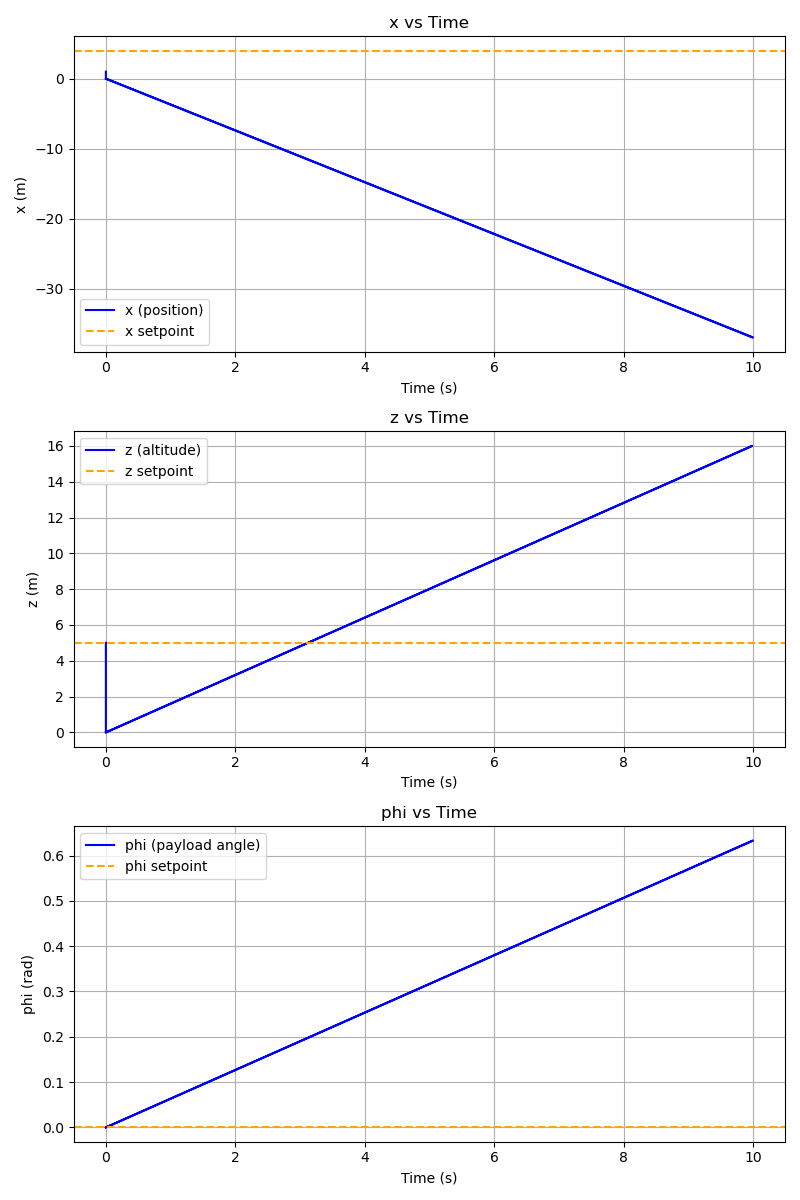 x vs Time
x (m)
0
−10
−20
−30
x (position)
x setpoint
0 2 4 6 8 10
Time (s)
z vs Time
z (m)
16
14
12
10
8
6
4
2
0
z (altitude)
z setpoint
0 2 4 6 8 10
Time (s)
phi vs Time
phi (rad)
0.6
0.5
0.4
0.3
0.2
0.1
0.0
phi (payload angle)
phi setpoint
0 2 4 6 8 10
Time (s)